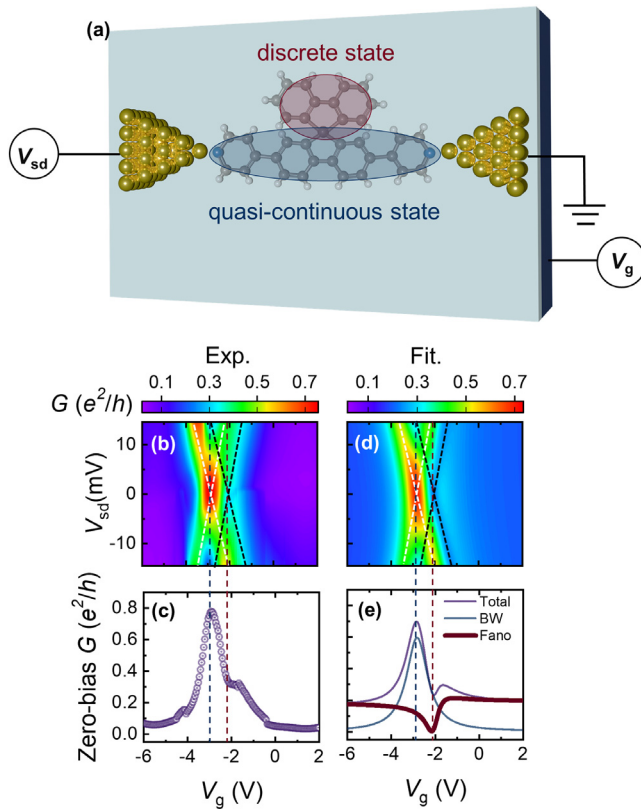 (a)
discrete state
V_sd
quasi-continuous state
V_g
Exp.
Fit.
G (e²/h)
0.1 0.3 0.5 0.7
0.1 0.3 0.5 0.7
(b)
(d)
V_sd(mV)
10
0
-10
(c)
(e)
Total
BW
Fano
Zero-bias G (e²/h)
0.8
0.6
0.4
0.2
0.0
-6 -4 -2 0 2
-6 -4 -2 0 2
V_g (V)
V_g (V)